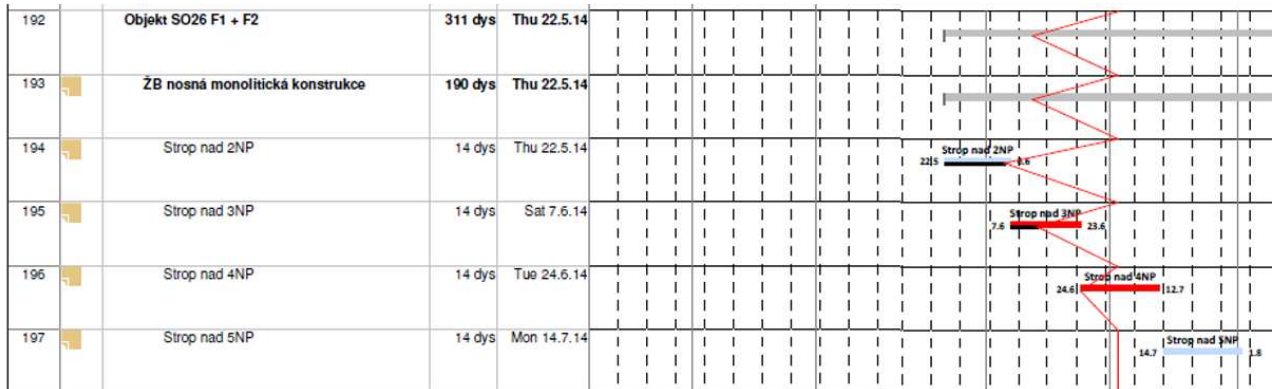 192 Objekt SO26 F1 + F2 311 dys Thu 22.5.14
193 ŽB nosná monolitická konstrukce 190 dys Thu 22.5.14
194 Strop nad 2NP 14 dys Thu 22.5.14 22.5 Strop nad 2NP
195 Strop nad 3NP 14 dys Sat 7.6.14 7.6 Strop nad 3NP 23.6
196 Strop nad 4NP 14 dys Tue 24.6.14 24.6 Strop nad 4NP 12.7
197 Strop nad 5NP 14 dys Mon 14.7.14 14.7 Strop nad 5NP 1.8